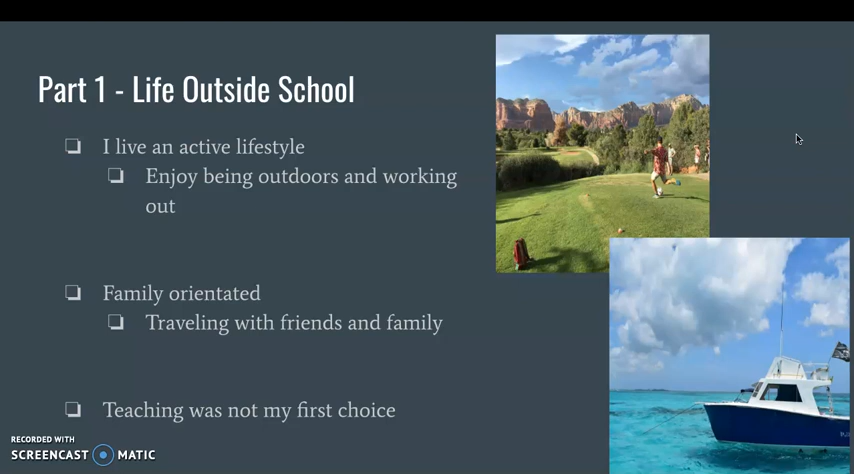 Part 1 - Life Outside School
I live an active lifestyle
Enjoy being outdoors and working
out
Family orientated
Traveling with friends and family
Teaching was not my first choice
RECORDED WITH
SCREENCAST MATIC